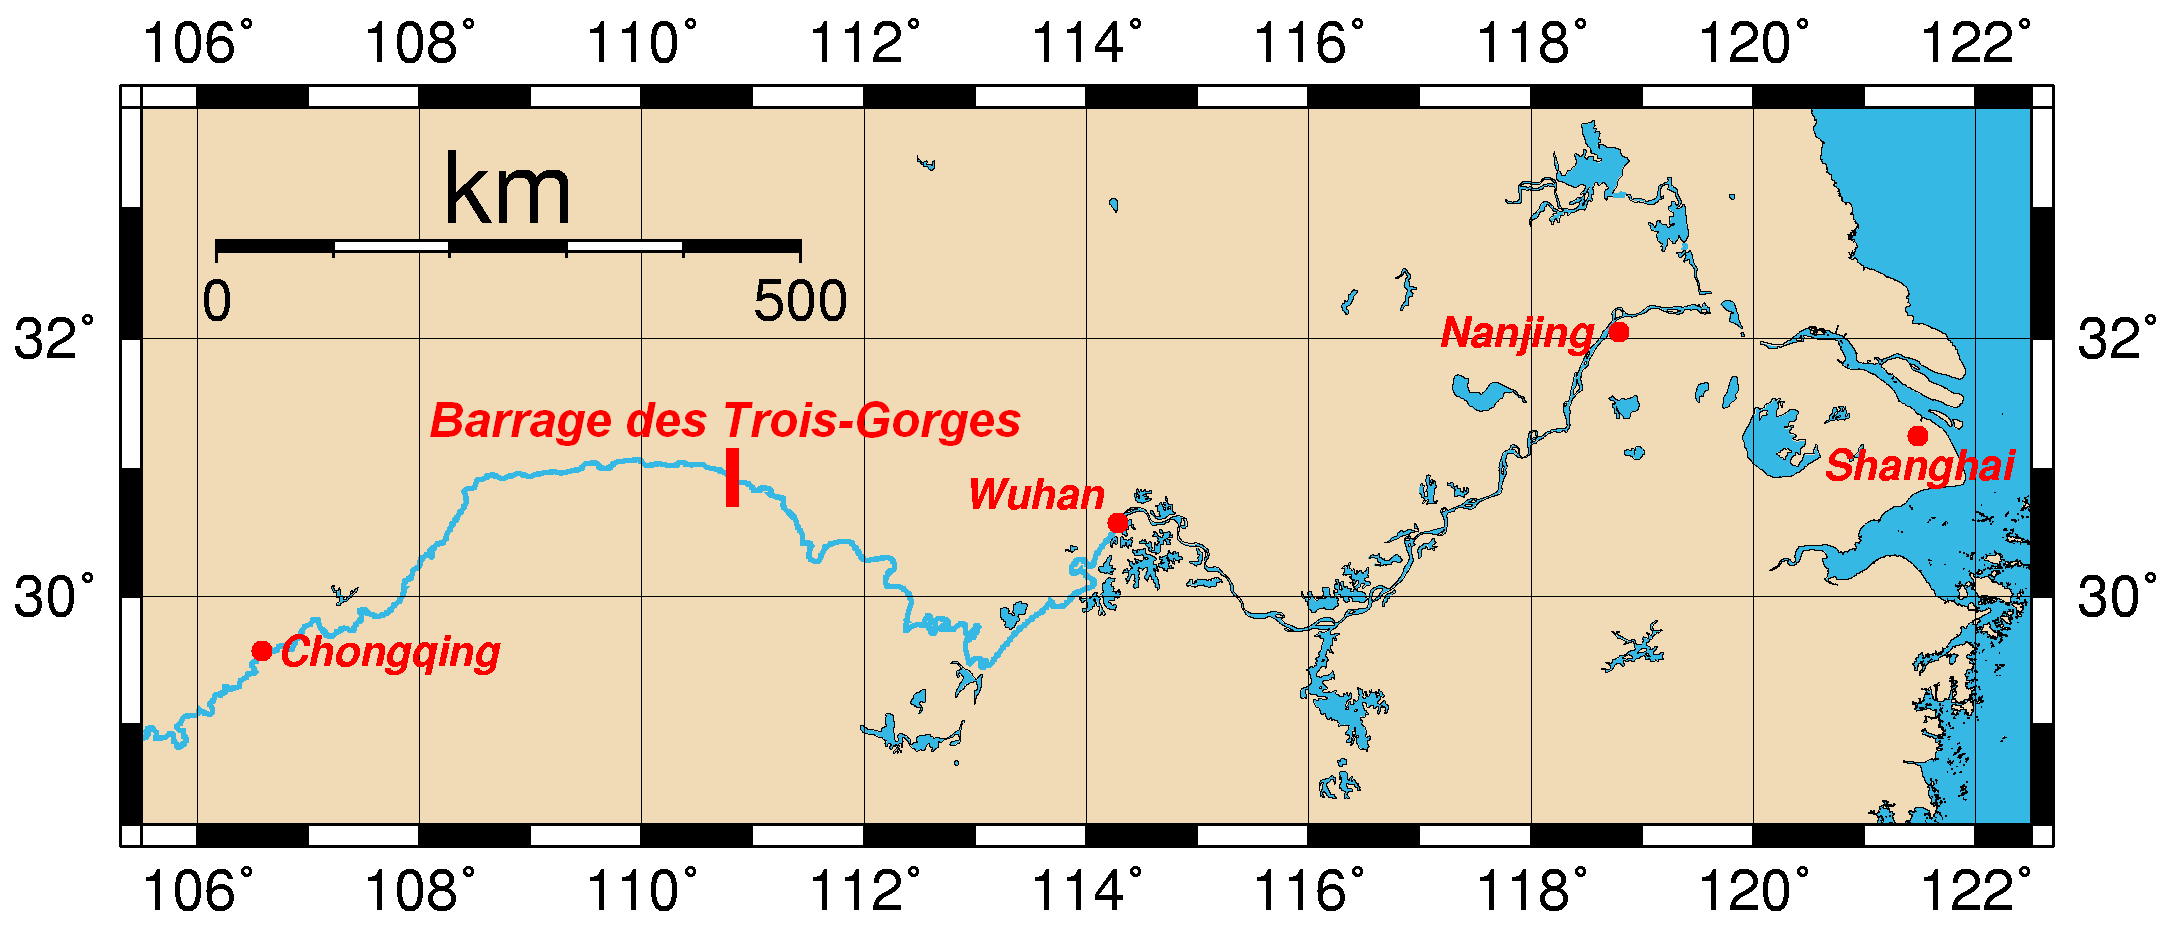 106° 108° 110° 112° 114° 116° 118° 120° 122°
km
0 500
32° 32°
Nanjing
Barrage des Trois-Gorges
Shanghai
Wuhan
30° 30°
Chongqing
106° 108° 110° 112° 114° 116° 118° 120° 122°